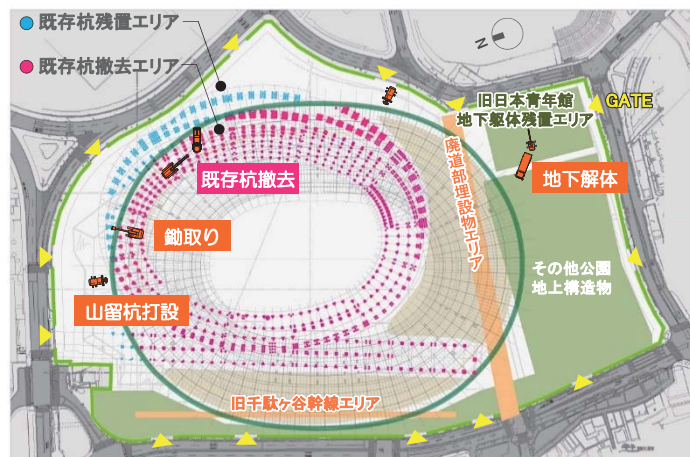 既存杭残置エリア
既存杭撤去エリア
N
旧日本青年館
地下躯体残置エリア
GATE
廃道部埋設物エリア
既存杭撤去
地下解体
鋤取り
その他公園
地上構造物
山留杭打設
旧千駄ヶ谷幹線エリア